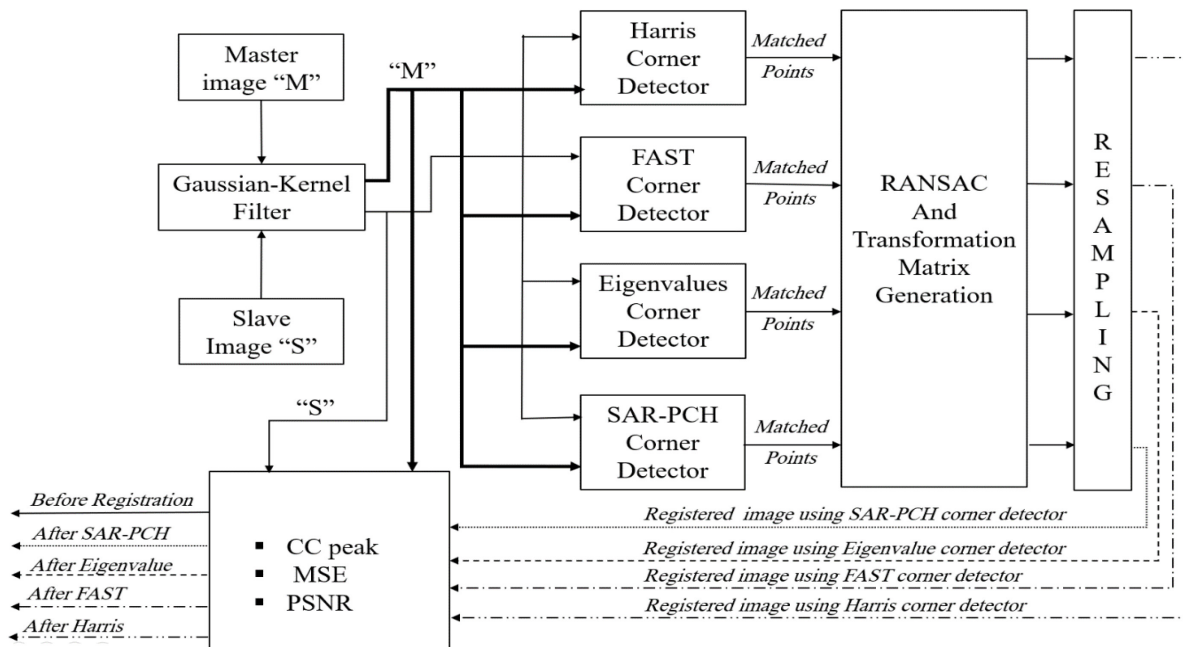 Master
image “M”
Gaussian-Kernel
Filter
Slave
Image “S”
“M”
“S”
Harris
Corner
Detector
FAST
Corner
Detector
Eigenvalues
Corner
Detector
SAR-PCH
Corner
Detector
Matched
Points
Matched
Points
Matched
Points
Matched
Points
RANSAC
And
Transformation
Matrix
Generation
R
E
S
A
M
P
L
I
N
G
Before Registration
After SAR-PCH
After Eigenvalue
After FAST
After Harris
CC peak
MSE
PSNR
Registered image using SAR-PCH corner detector
Registered image using Eigenvalue corner detector
Registered image using FAST corner detector
Registered image using Harris corner detector